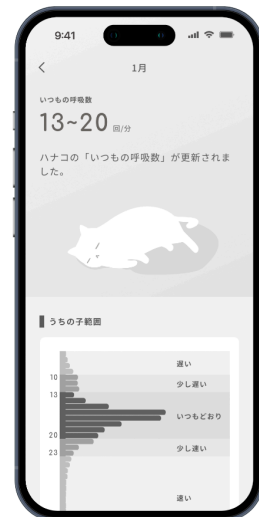 9:41
1月
いつもの呼吸数
13~20 回/分
ハナコの「いつもの呼吸数」が更新されま
した。
うちの子範囲
遅い
10
少し遅い
13
いつもどおり
20
少し速い
23
速い